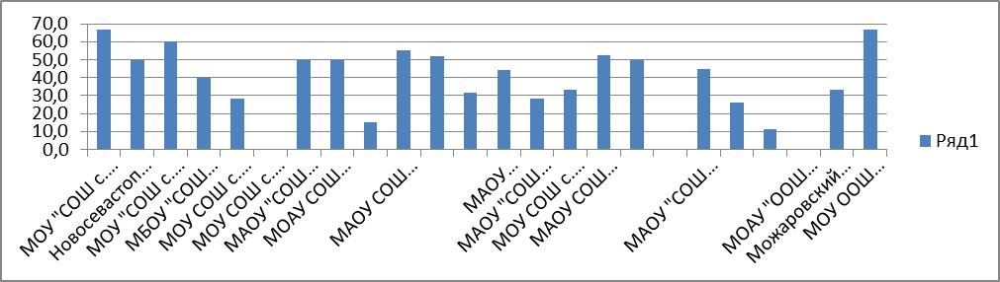 70,0
60,0
50,0
40,0
30,0
20,0
10,0
0,0
МОУ "СОШ с....
Новосевастоп...
МОУ "СОШ с....
МБОУ "СОШ...
МОУ СОШ с....
МОУ СОШ с....
МАОУ "СОШ...
МОАУ СОШ...
МАОУ СОШ...
МАОУ...
МАОУ "СОШ...
МОУ СОШ с....
МАОУ СОШ...
МАОУ "СОШ...
МОАУ "ООШ...
Можаровский...
МОУ ООШ...
Ряд1